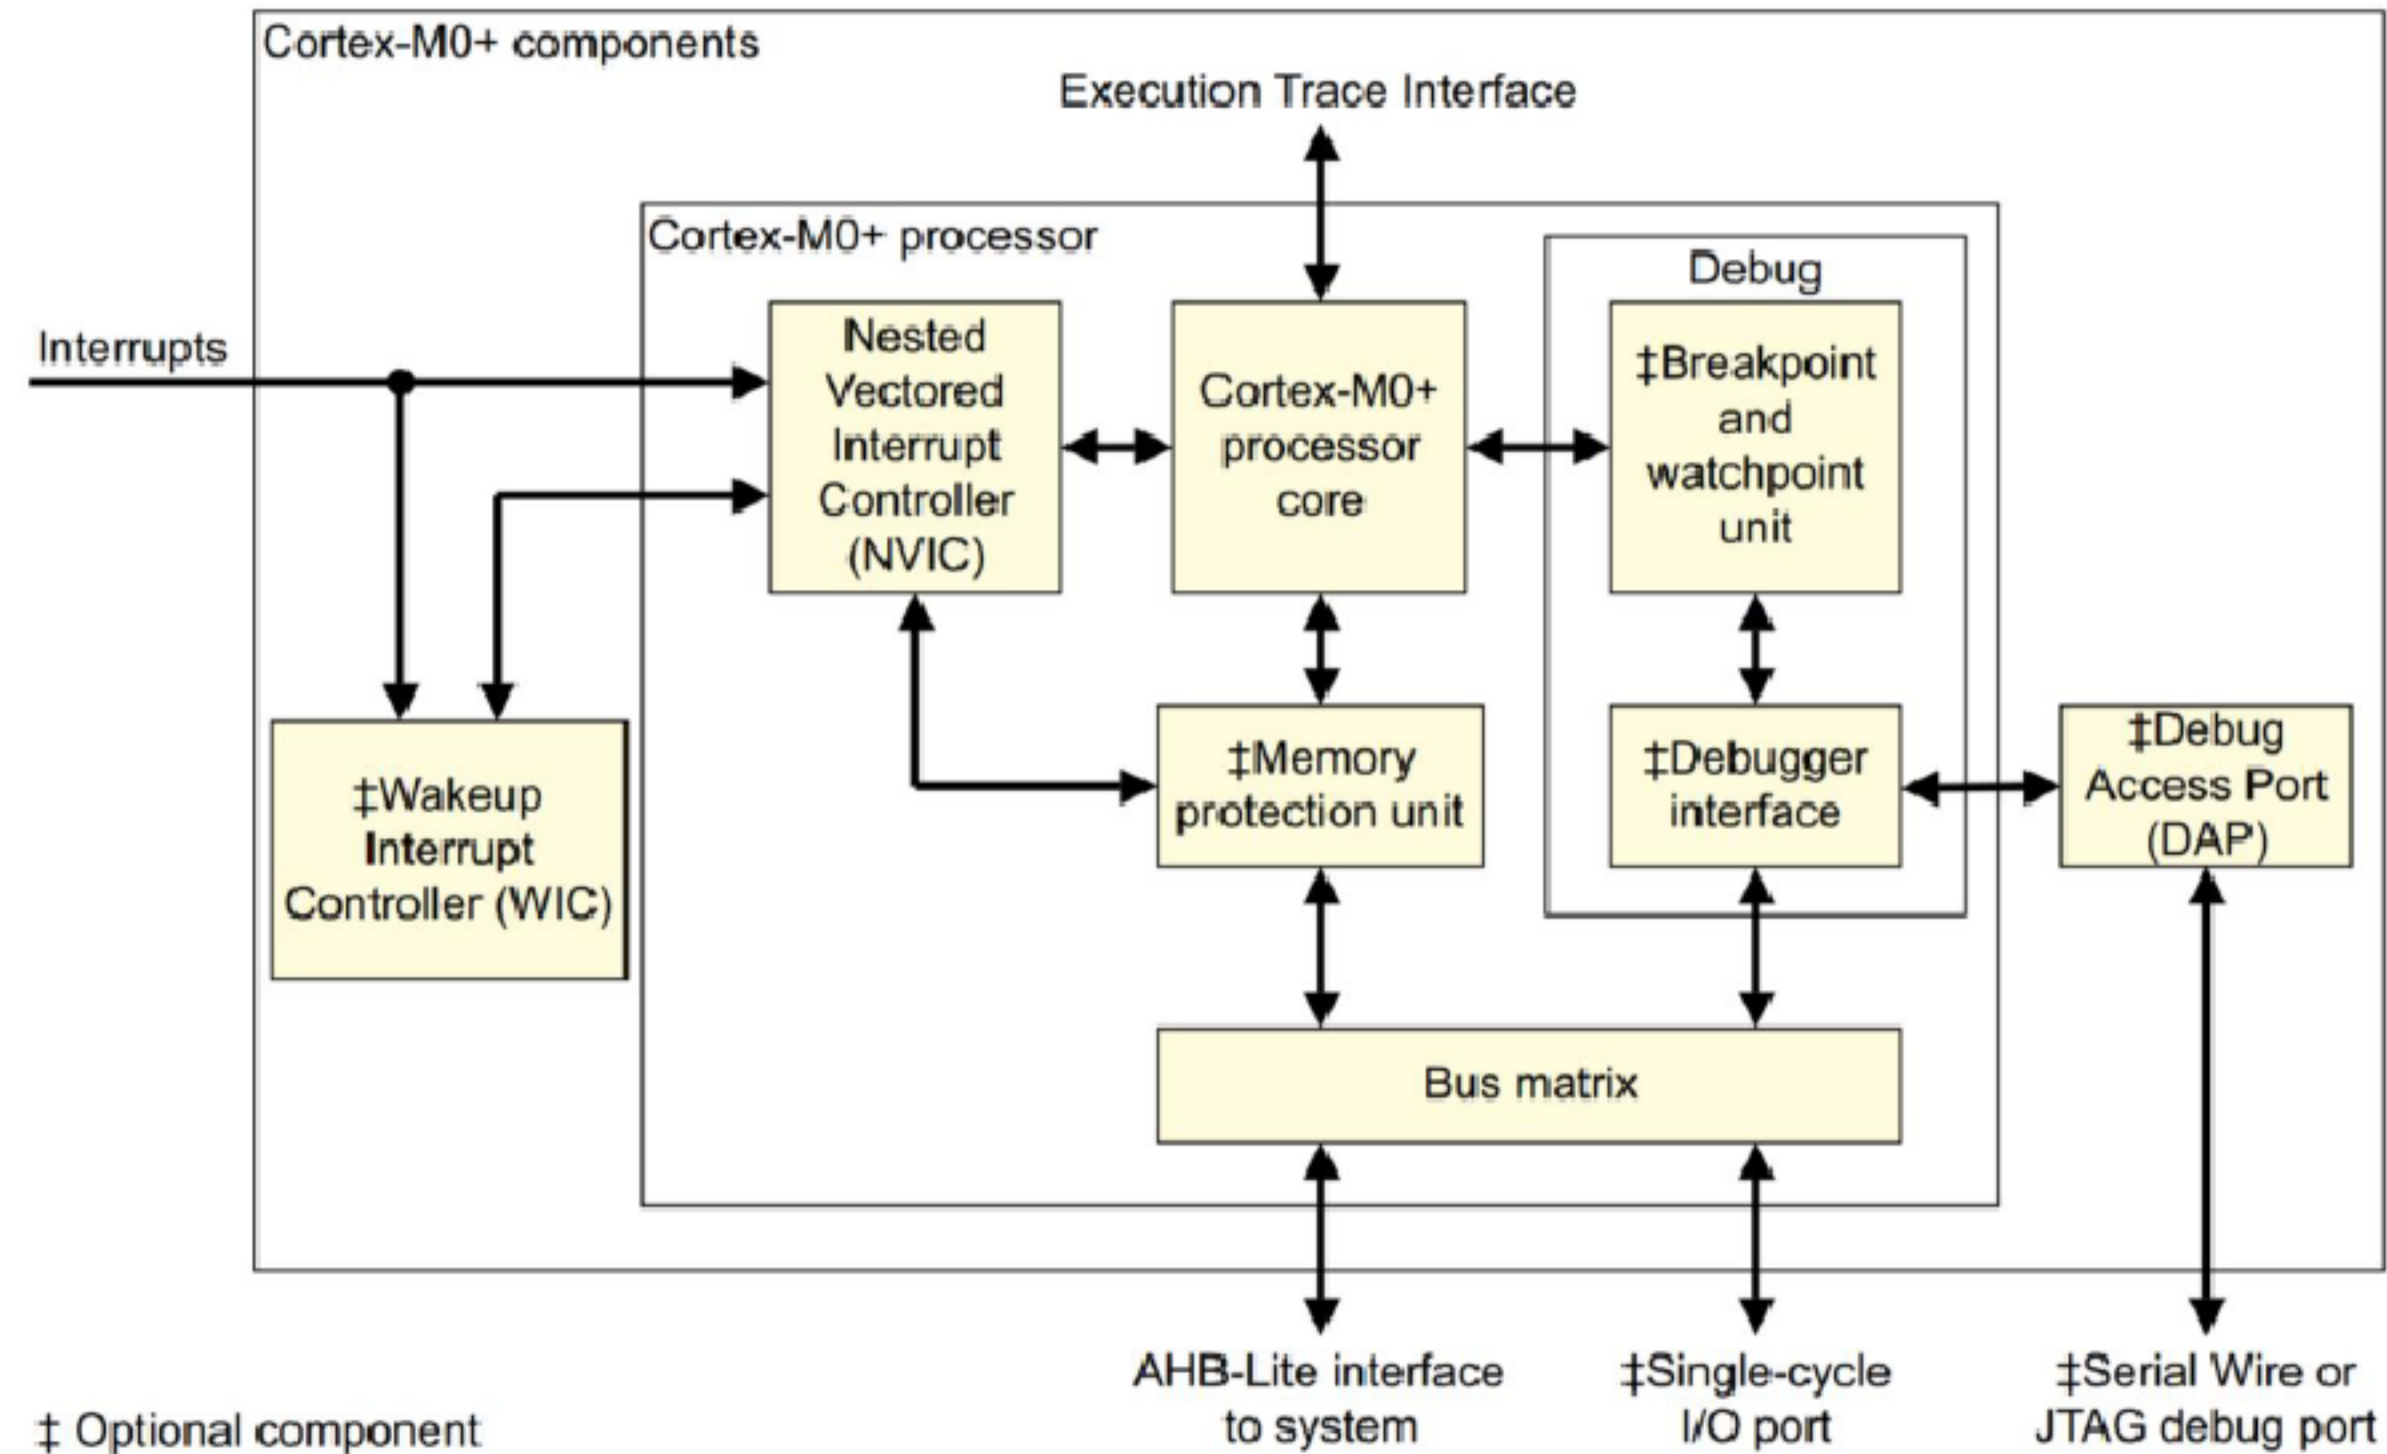 Cortex-M0+ components
Execution Trace Interface
Cortex-M0+ processor
Debug
Interrupts
Nested
Vectored
Interrupt
Controller
(NVIC)
Cortex-M0+
processor
core
‡Breakpoint
and
watchpoint
unit
‡Wakeup
Interrupt
Controller (WIC)
‡Memory
protection unit
‡Debugger
interface
‡Debug
Access Port
(DAP)
Bus matrix
AHB-Lite interface
to system
‡Single-cycle
I/O port
‡Serial Wire or
JTAG debug port
‡ Optional component